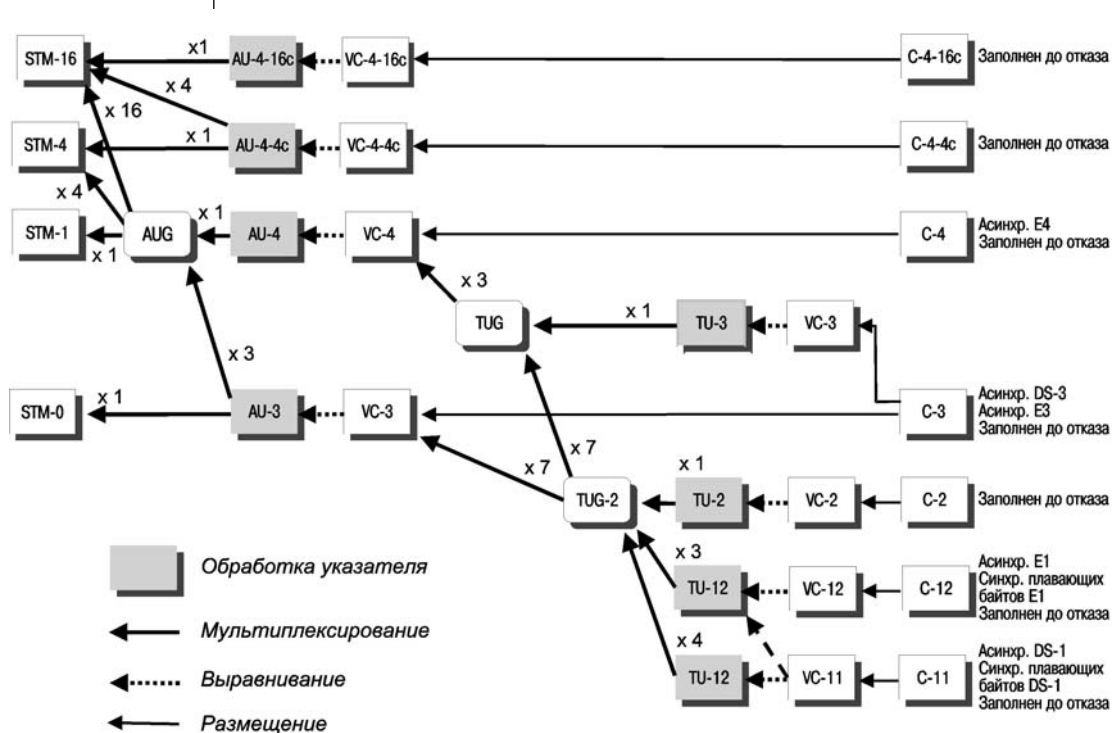 STM-16
x1
AU-4-16c
VC-4-16c
C-4-16c
Заполнен до отказа
x 4
x 16
STM-4
x 1
AU-4-4c
VC-4-4c
C-4-4c
Заполнен до отказа
x 4
STM-1
x 1
AUG
x 1
AU-4
VC-4
C-4
Асинхр. E4
Заполнен до отказа
x 3
TUG
x 1
TU-3
VC-3
x 3
STM-0
x 1
AU-3
VC-3
C-3
Асинхр. DS-3
Асинхр. E3
Заполнен до отказа
x 7
x 7
TUG-2
x 1
TU-2
VC-2
C-2
Заполнен до отказа
x 3
TU-12
VC-12
C-12
Асинхр. E1
Синхр. плавающих
байтов E1
Заполнен до отказа
x 4
TU-12
VC-11
C-11
Асинхр. DS-1
Синхр. плавающих
байтов DS-1
Заполнен до отказа
Обработка указателя
Мультиплексирование
Выравнивание
Размещение